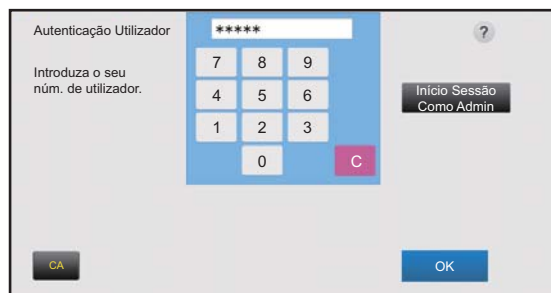 Autenticação Utilizador
*****
?
Introduza o seu
núm. de utilizador.
7 8 9
4 5 6
1 2 3
0 C
Início Sessão
Como Admin
CA
OK